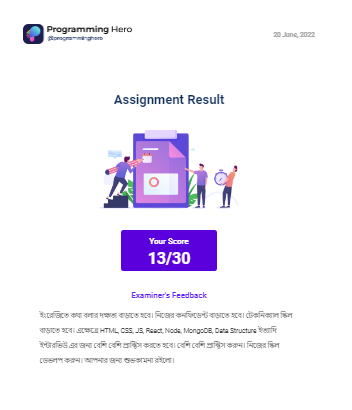 Programming Hero
@programminghero
20 June, 2022
Assignment Result
Your Score
13/30
Examiner's Feedback
ইংরেজিতে কথা বলার দক্ষতা বাড়াতে হবে। নিজের কনফিডেন্ট বাড়াতে হবে। টেকনিক্যাল স্কিল
বাড়াতে হবে। এক্ষেত্রে HTML, CSS, JS, React, Node, MongoDB, Data Structure ইত্যাদি
ইন্টারভিউ এর জন্য বেশি বেশি প্রাক্টিস করতে হবে। বেশি বেশি প্রাক্টিস করুন। নিজের স্কিল
ডেভলপ করুন। আপনার জন্য শুভকামনা রইলো।